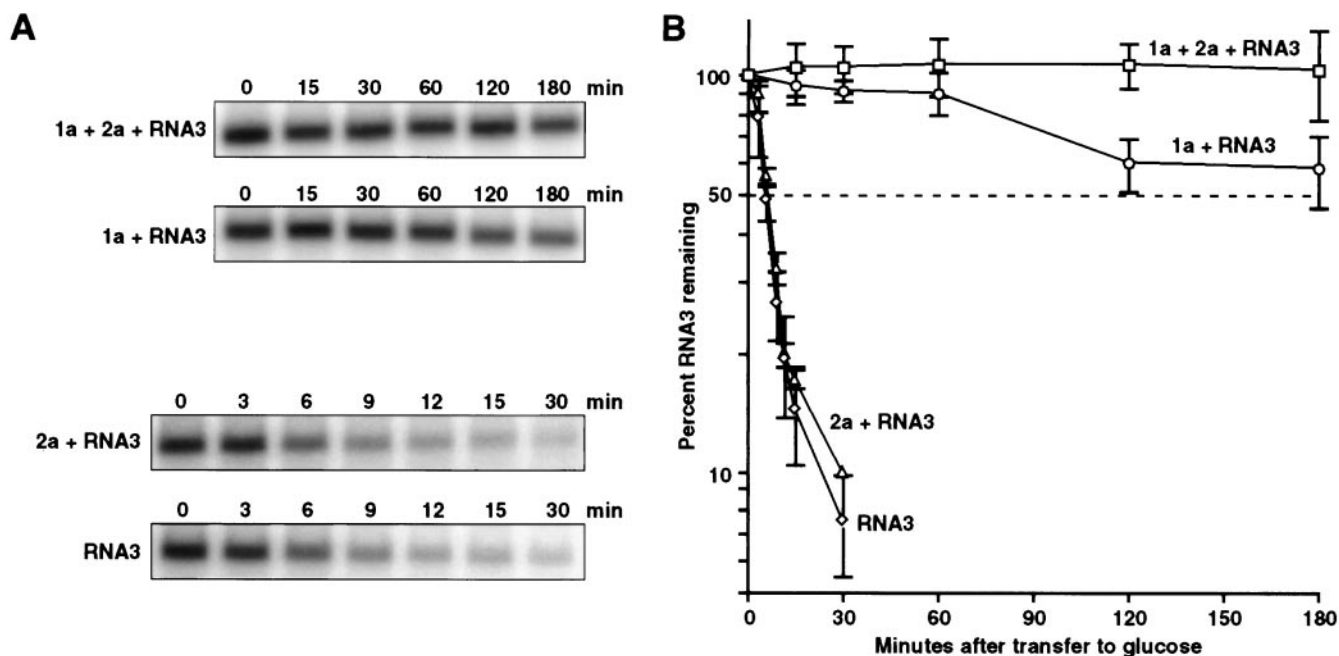 A
0 15 30 60 120 180 min
1a + 2a + RNA3
0 15 30 60 120 180 min
1a + RNA3
0 3 6 9 12 15 30 min
2a + RNA3
0 3 6 9 12 15 30 min
RNA3
B
1a + 2a + RNA3
100
1a + RNA3
50
Percent RNA3 remaining
20
2a + RNA3
10
RNA3
0 30 60 90 120 150 180
Minutes after transfer to glucose